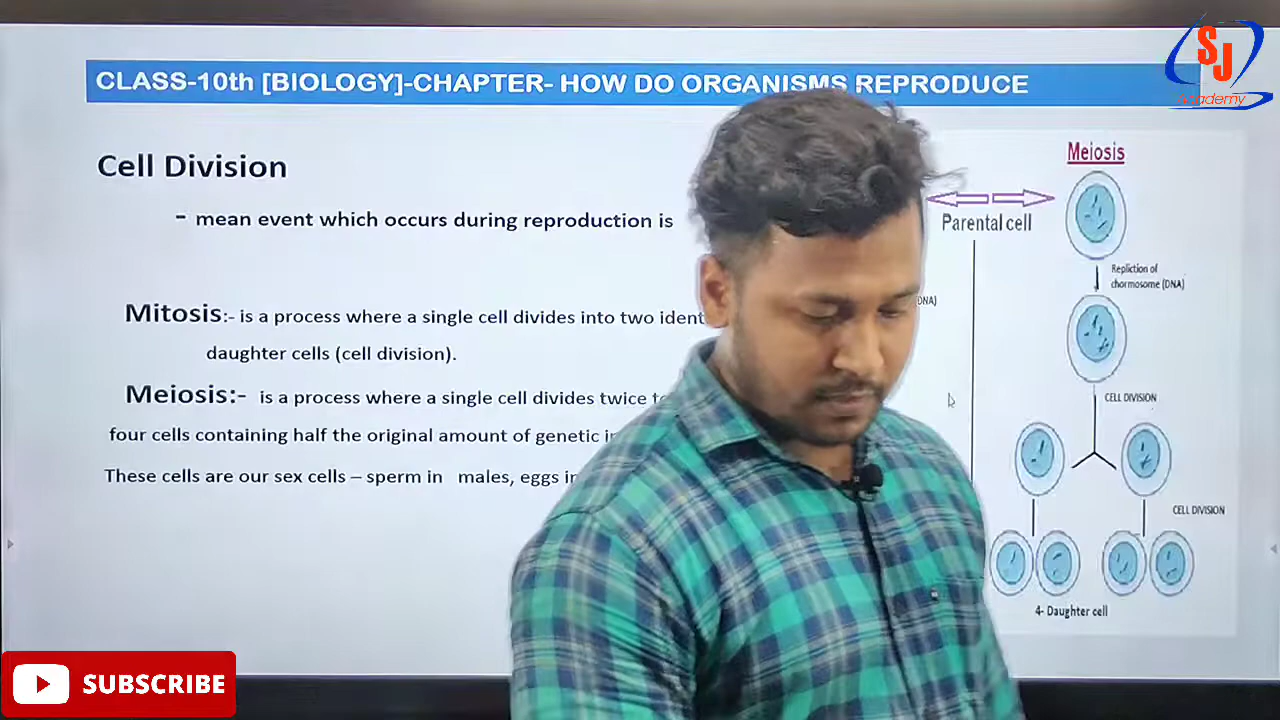 CLASS-10th [BIOLOGY]-CHAPTER- HOW DO ORGANISMS REPRODUCE
SJ
Academy
Cell Division
- mean event which occurs during reproduction is
Mitosis:- is a process where a single cell divides into two ident
daughter cells (cell division).
Meiosis:- is a process where a single cell divides twice
four cells containing half the original amount of genetic
These cells are our sex cells – sperm in males, eggs
Meiosis
Parental cell
Repliction of
chormosome (DNA)
DNA)
CELL DIVISION
CELL DIVISION
4- Daughter cell
SUBSCRIBE